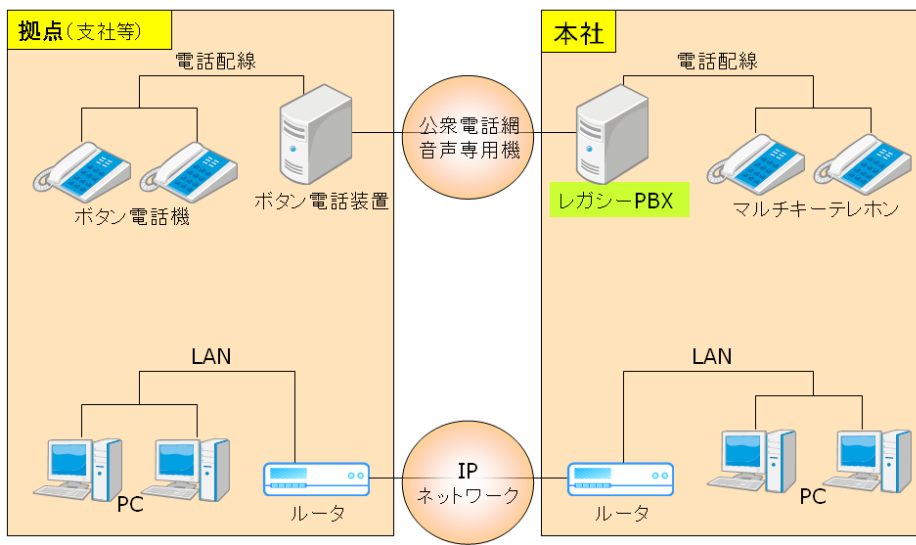 拠点(支社等)
本社
電話配線
電話配線
公衆電話網
音声専用機
ボタン電話機
ボタン電話装置
レガシーPBX
マルチキーテレホン
LAN
LAN
IP
ネットワーク
PC
ルータ
ルータ
PC